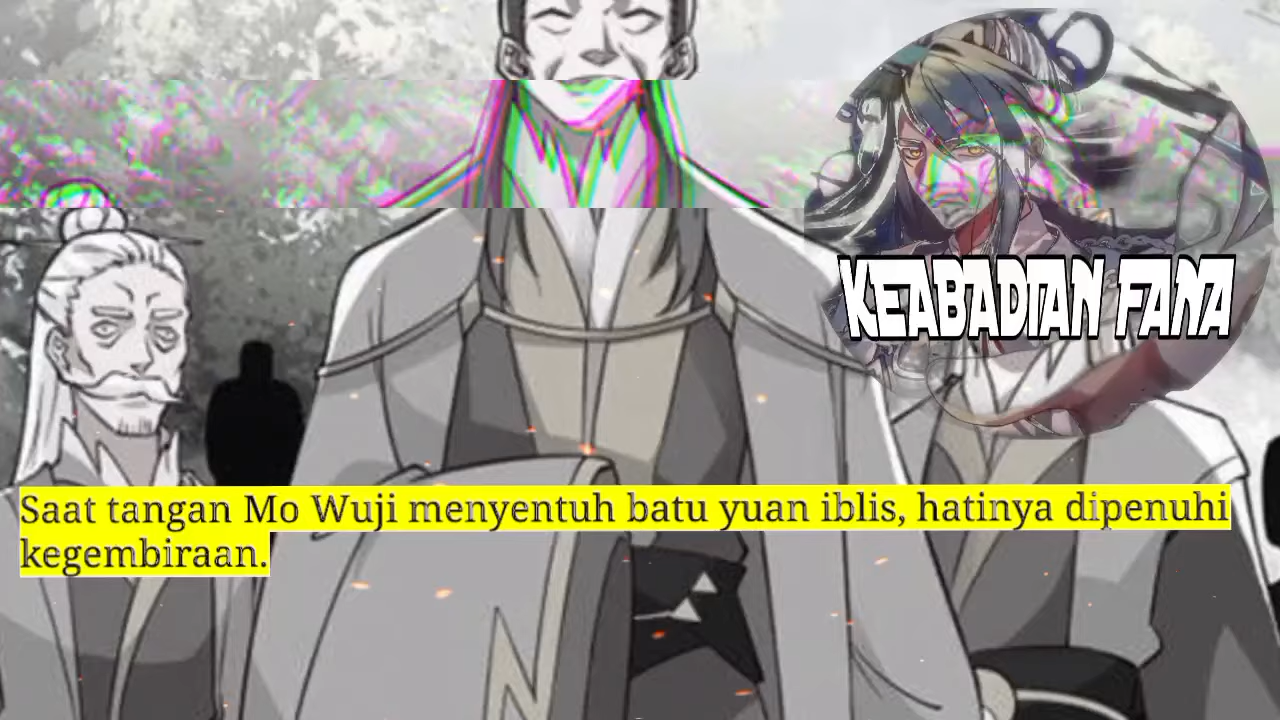 KEABADIAN FANA
Saat tangan Mo Wuji menyentuh batu yuan iblis, hatinya dipenuhi
kegembiraan.